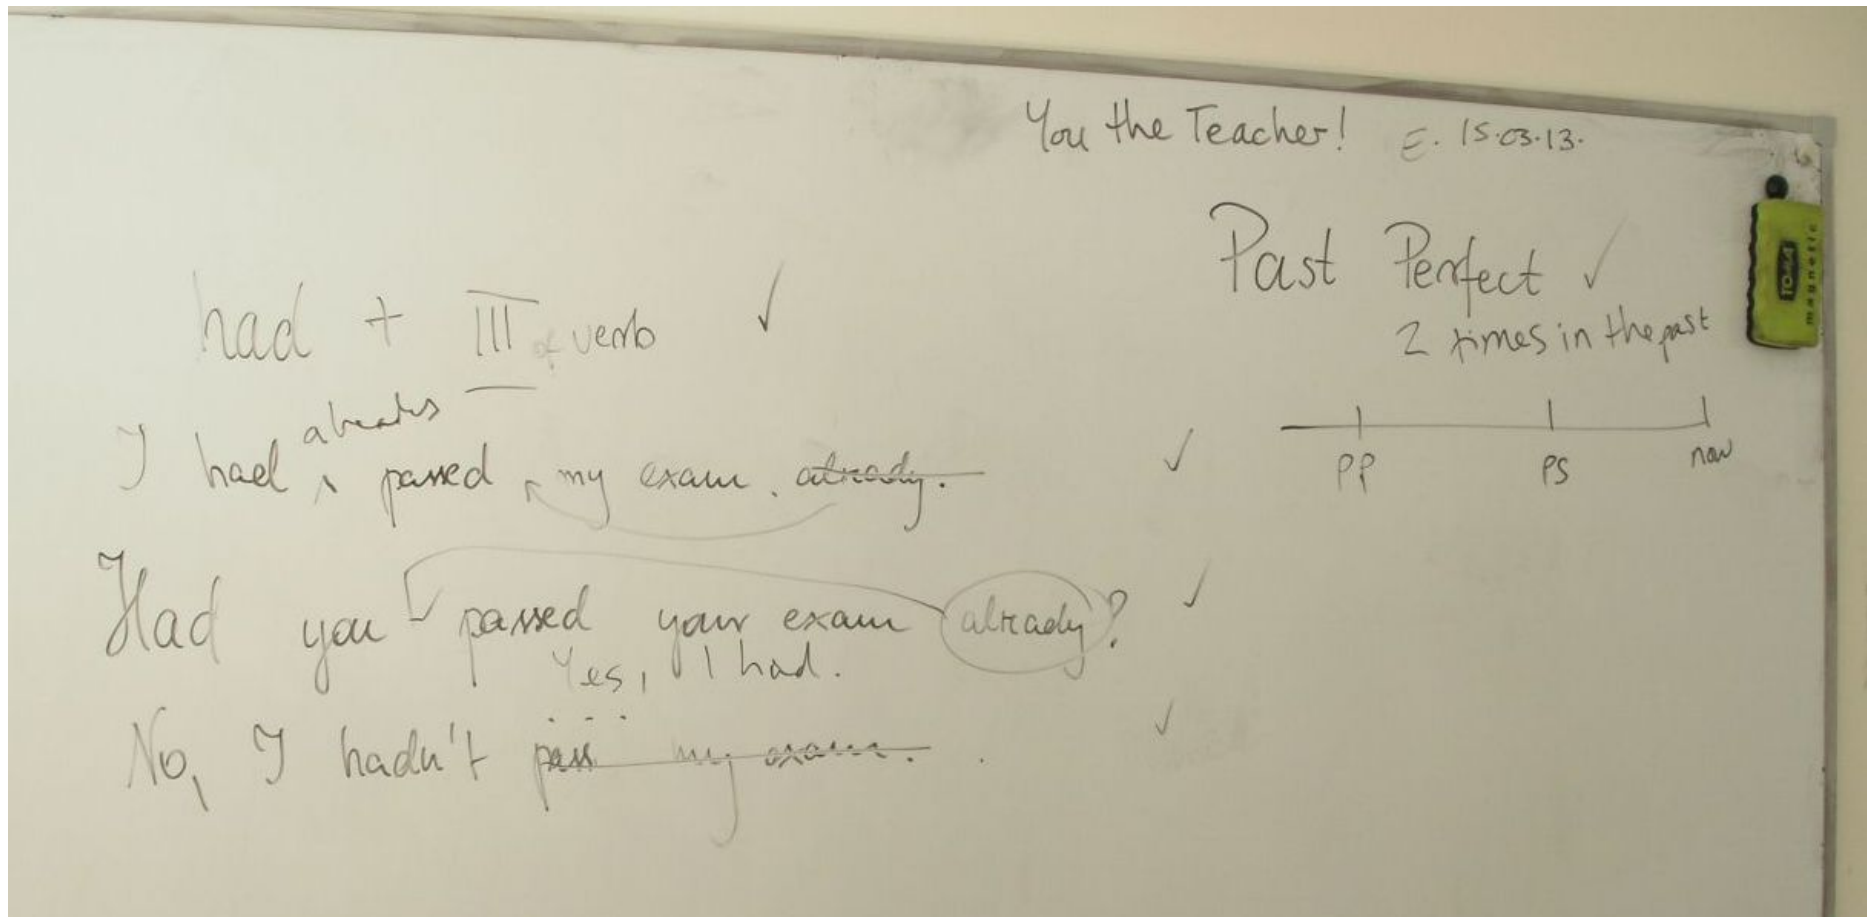 You the Teacher! E. 15.03.13.
Past Perfect ✓
2 times in the past
PP PS now
had + III of verb ✓
already
I had passed my exam. already. ✓
Had you passed your exam already? ✓
Yes, I had.
No, I hadn't pass my exam. ✓
TOMA
magnetic